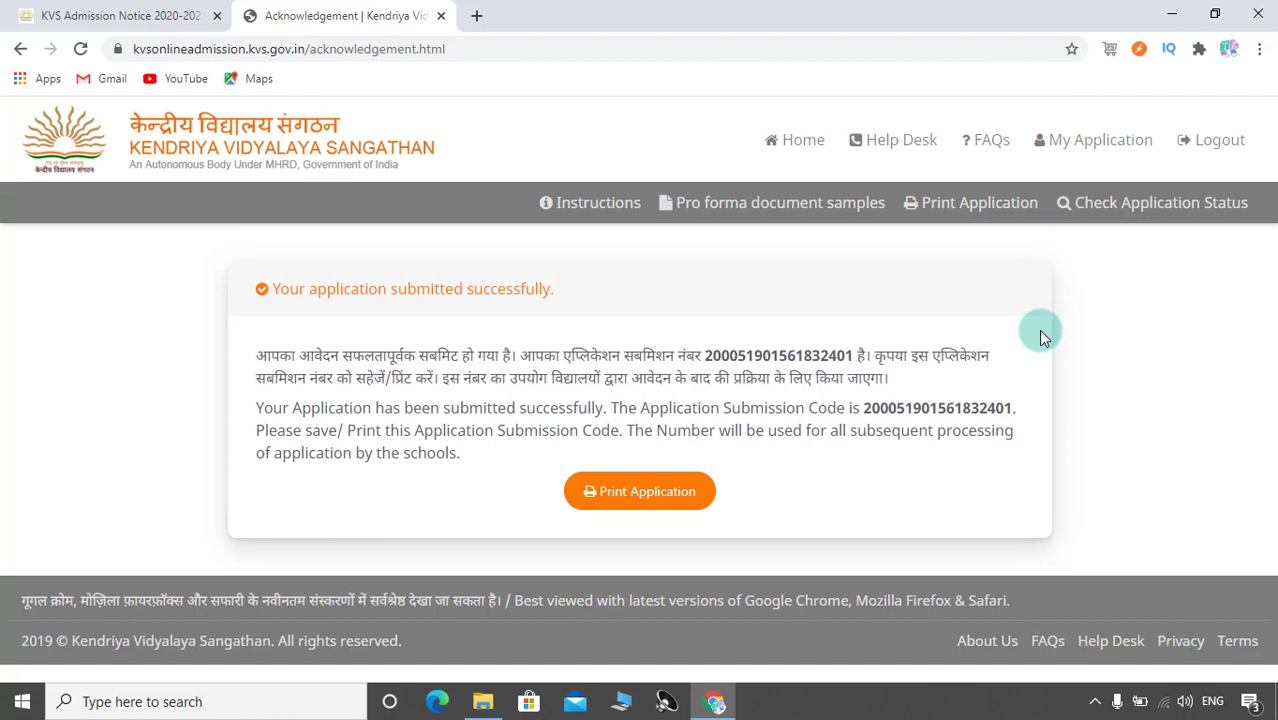 KVS Admission Notice 2020-202
Acknowledgement | Kendriya Vid
kvsonlineadmission.kvs.gov.in/acknowledgement.html
Apps Gmail YouTube Maps
केन्द्रीय विद्यालय संगठन
KENDRIYA VIDYALAYA SANGATHAN
An Autonomous Body Under MHRD, Government of India
केन्द्रीय विद्यालय संगठन
Home Help Desk ? FAQs My Application Logout
Instructions Pro forma document samples Print Application Check Application Status
Your application submitted successfully.
आपका आवेदन सफलतापूर्वक सबमिट हो गया है। आपका एप्लिकेशन सबमिशन नंबर 200051901561832401 है। कृपया इस एप्लिकेशन
सबमिशन नंबर को सहेजें/प्रिंट करें। इस नंबर का उपयोग विद्यालयों द्वारा आवेदन के बाद की प्रक्रिया के लिए किया जाएगा।
Your Application has been submitted successfully. The Application Submission Code is 200051901561832401.
Please save/ Print this Application Submission Code. The Number will be used for all subsequent processing
of application by the schools.
Print Application
गूगल क्रोम, मोज़िला फ़ायरफ़ॉक्स और सफारी के नवीनतम संस्करणों में सर्वश्रेष्ठ देखा जा सकता है। / Best viewed with latest versions of Google Chrome, Mozilla Firefox & Safari.
2019 © Kendriya Vidyalaya Sangathan. All rights reserved.
About Us FAQs Help Desk Privacy Terms
Type here to search
ENG
3